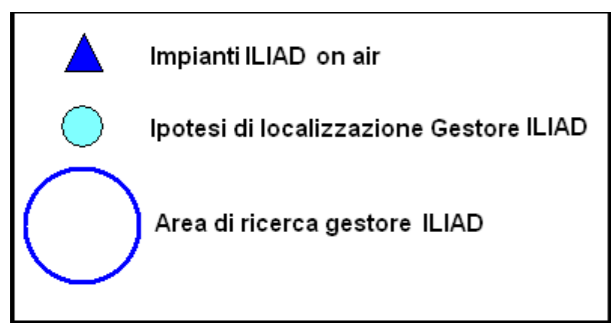 Impianti ILIAD on air
Ipotesi di localizzazione Gestore ILIAD
Area di ricerca gestore ILIAD